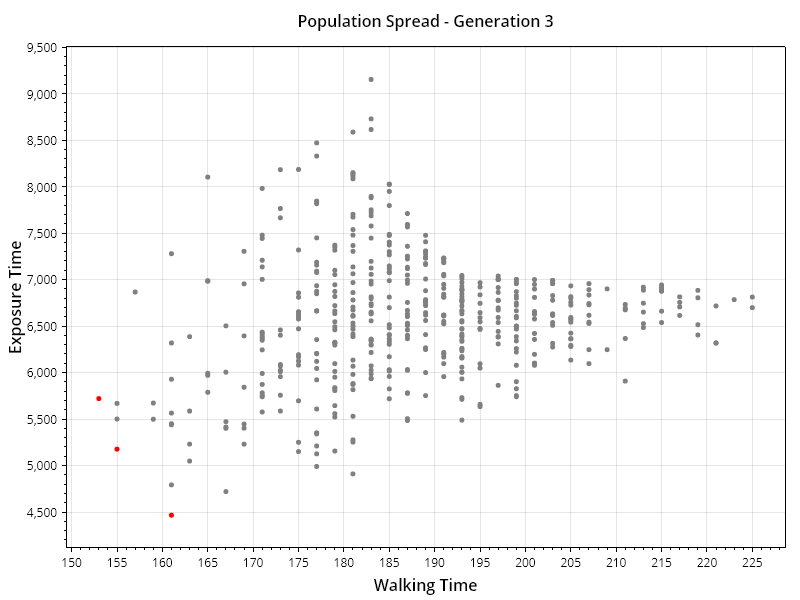 Population Spread - Generation 3
Exposure Time
9,500
9,000
8,500
8,000
7,500
7,000
6,500
6,000
5,500
5,000
4,500
150 155 160 165 170 175 180 185 190 195 200 205 210 215 220 225
Walking Time